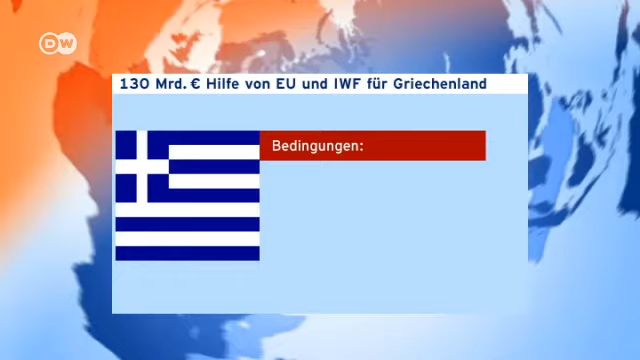 DW
130 Mrd. € Hilfe von EU und IWF für Griechenland
Bedingungen: